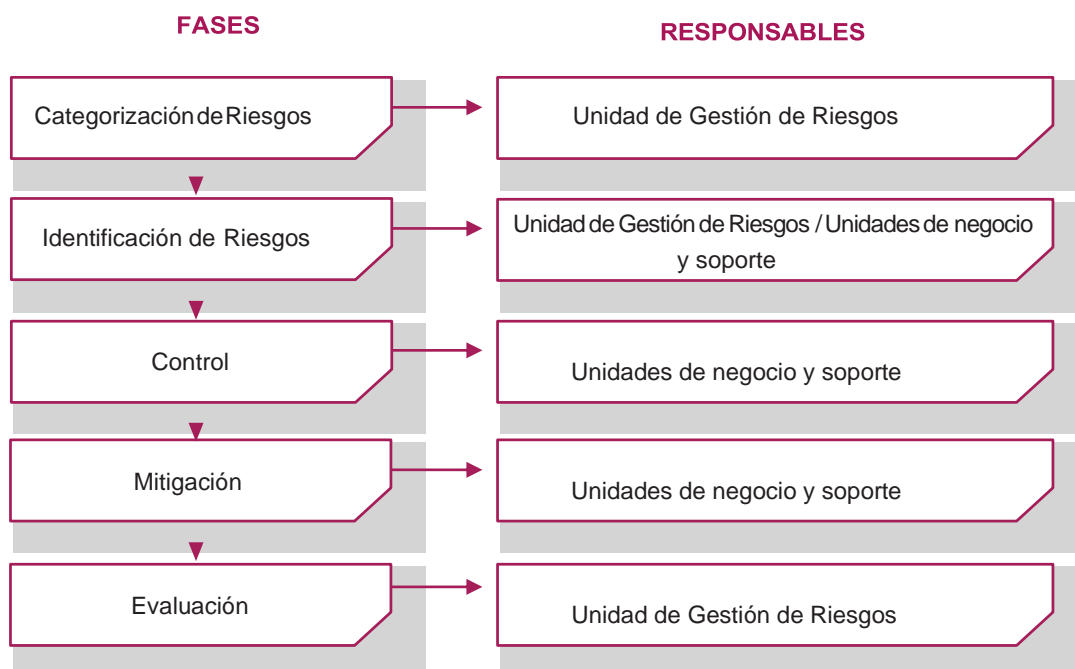 FASES
RESPONSABLES
Categorización de Riesgos
Unidad de Gestión de Riesgos
Identificación de Riesgos
Unidad de Gestión de Riesgos / Unidades de negocio
y soporte
Control
Unidades de negocio y soporte
Mitigación
Unidades de negocio y soporte
Evaluación
Unidad de Gestión de Riesgos